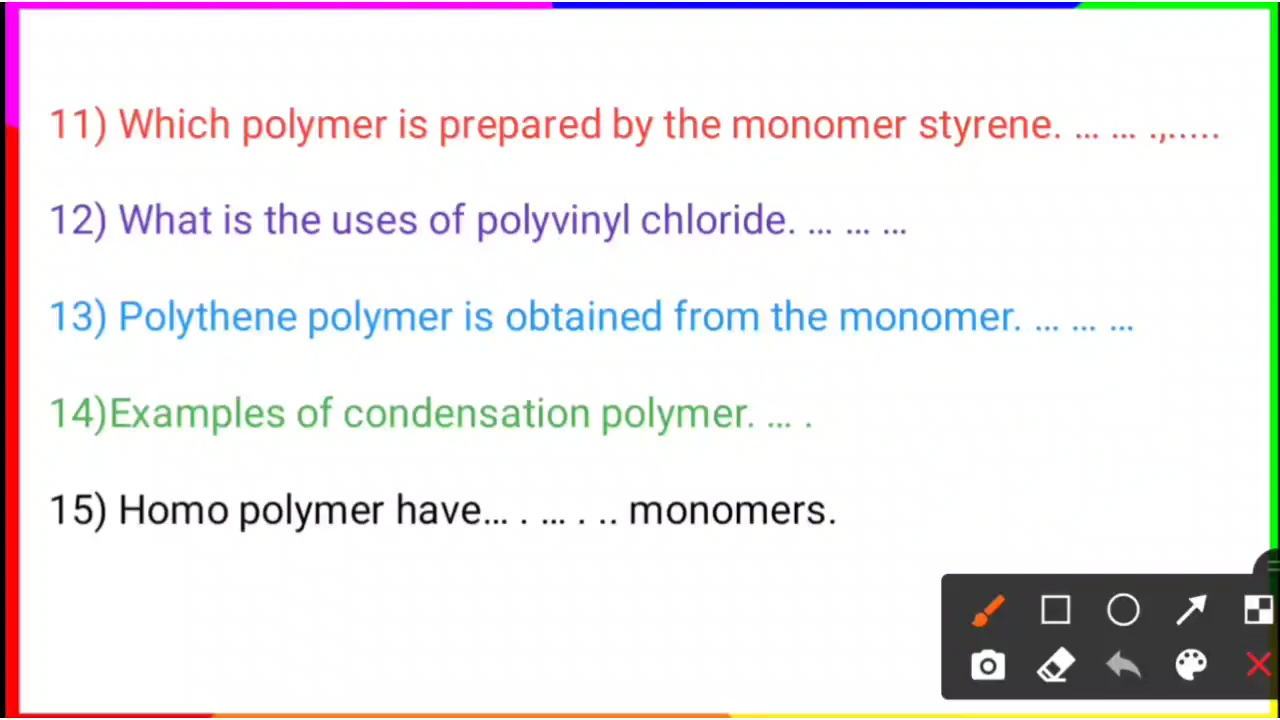 11) Which polymer is prepared by the monomer styrene. ... ... .,.....
12) What is the uses of polyvinyl chloride. ... ... ...
13) Polythene polymer is obtained from the monomer. ... ... ...
14)Examples of condensation polymer. ... .
15) Homo polymer have... . ... . .. monomers.